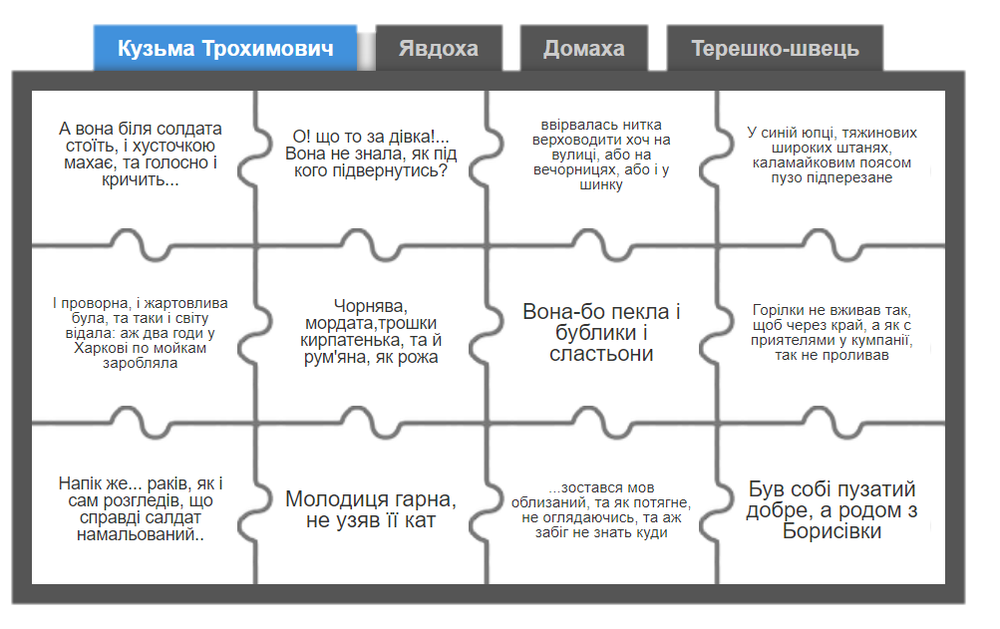 Кузьма Трохимович
Явдоха
Домаха
Терешко-швець
А вона біля солдата
стоїть, і хусточкою
махає, та голосно і
кричить...
О! що то за дівка!...
Вона не знала, як під
кого підвернутись?
ввірвалась нитка
верховодити хоч на
вулиці, або на
вечорницях, або і у
шинку
У синій юпці, тяжинових
широких штанях,
каламайковим поясом
пузо підперезане
І проворна, і жартовлива
була, та таки і світу
відала: аж два годи у
Харкові по мойкам
заробляла
Чорнява,
мордата,трошки
кирпатенька, та й
рум'яна, як рожа
Вона-бо пекла і
бублики і
сластьони
Горілки не вживав так,
щоб через край, а як с
приятелями у кумпанії,
так не проливав
Напік же... раків, як і
сам розгледів, що
справді салдат
намальований..
Молодиця гарна,
не узяв її кат
...зостався мов
облизаний, та як потягне,
не оглядаючись, та аж
забіг не знать куди
Був собі пузатий
добре, а родом з
Борисівки